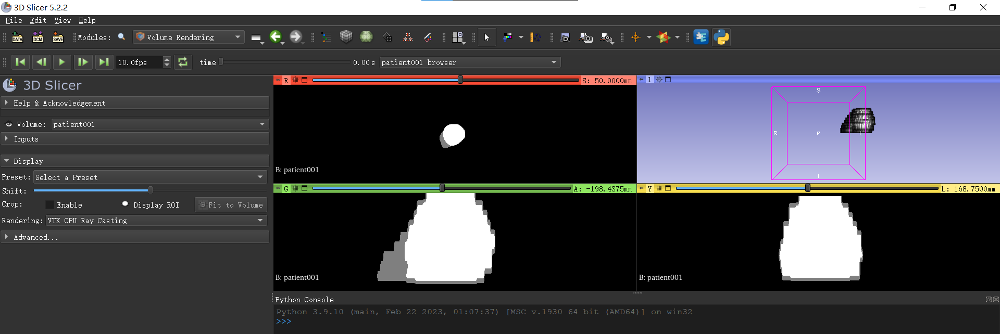 3D Slicer 5.2.2
File Edit View Help
DATA DCM SAVE Modules: Volume Rendering
10.0fps time 0.00s patient001 browser
3D Slicer
Help & Acknowledgement
Volume: patient001
Inputs
Display
Preset: Select a Preset
Shift:
Crop: Enable Display ROI Fit to Volume
Rendering: VTK CPU Ray Casting
Advanced...
R S: 50.0000mm
B: patient001
1
S
R P L
I
G A: -198.4375mm
B: patient001
Y L: 168.7500mm
B: patient001
Python Console
Python 3.9.10 (main, Feb 22 2023, 01:07:37) [MSC v.1930 64 bit (AMD64)] on win32
>>>